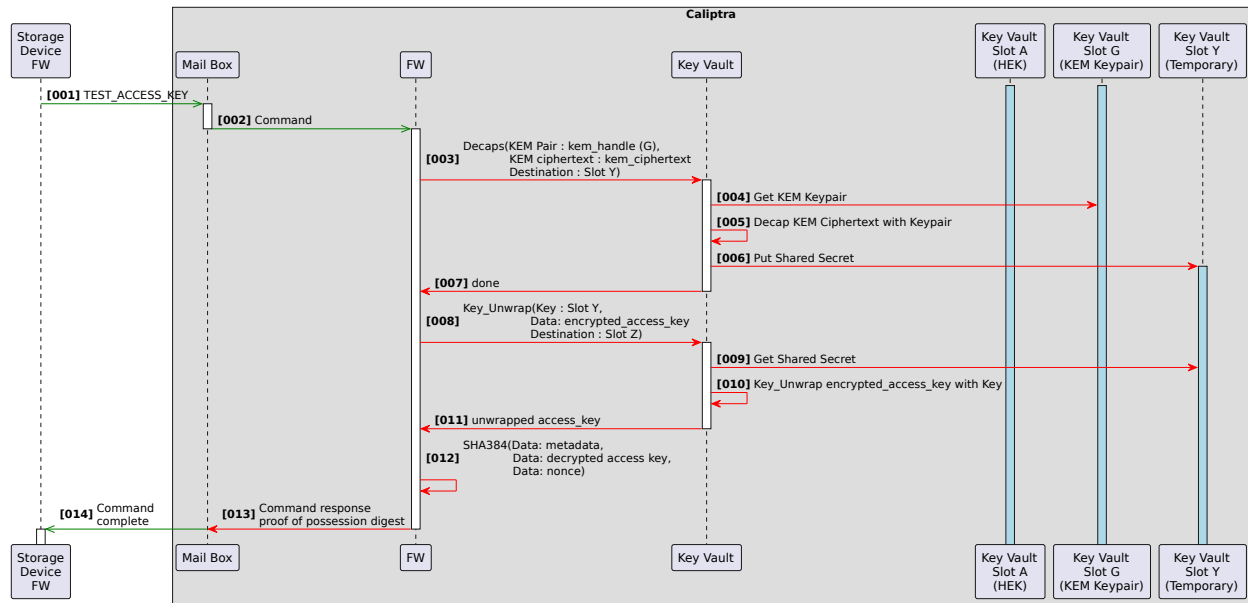 Caliptra
Storage
Device
FW
Mail Box
FW
Key Vault
Key Vault
Slot A
(HEK)
Key Vault
Slot G
(KEM Keypair)
Key Vault
Slot Y
(Temporary)
[001] TEST_ACCESS_KEY
[002] Command
Decaps(KEM Pair : kem_handle (G),
[003] KEM ciphertext : kem_ciphertext
Destination : Slot Y)
[004] Get KEM Keypair
[005] Decap KEM Ciphertext with Keypair
[006] Put Shared Secret
[007] done
Key_Unwrap(Key : Slot Y,
[008] Data: encrypted_access_key
Destination : Slot Z)
[009] Get Shared Secret
[010] Key_Unwrap encrypted_access_key with Key
[011] unwrapped access_key
SHA384(Data: metadata,
[012] Data: decrypted access key,
Data: nonce)
[013] Command response
proof of possession digest
[014] Command
complete
Storage
Device
FW
Mail Box
FW
Key Vault
Key Vault
Slot A
(HEK)
Key Vault
Slot G
(KEM Keypair)
Key Vault
Slot Y
(Temporary)